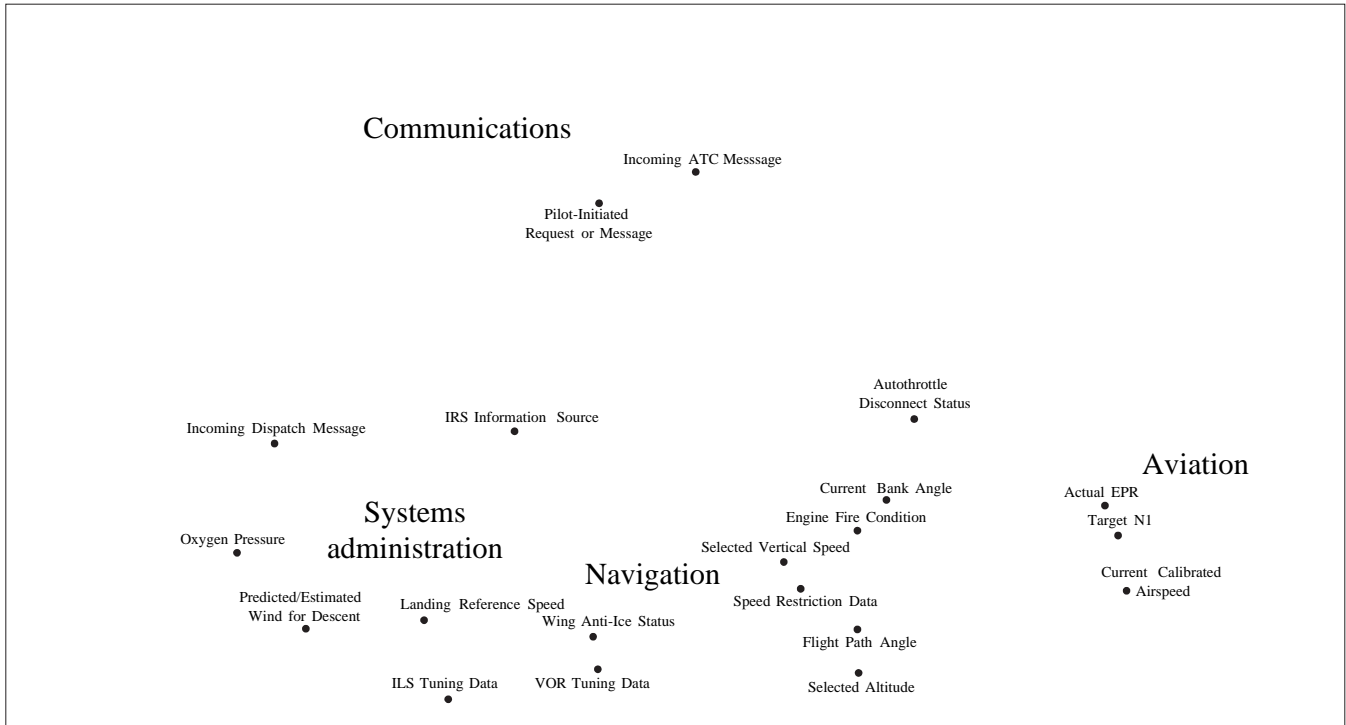 Communications
Incoming ATC Messsage
Pilot-Initiated
Request or Message
Autothrottle
Disconnect Status
IRS Information Source
Incoming Dispatch Message
Aviation
Current Bank Angle
Actual EPR
Systems
administration
Engine Fire Condition
Target N1
Oxygen Pressure
Selected Vertical Speed
Navigation
Current Calibrated
Airspeed
Predicted/Estimated
Wind for Descent
Landing Reference Speed
Speed Restriction Data
Wing Anti-Ice Status
Flight Path Angle
ILS Tuning Data
VOR Tuning Data
Selected Altitude